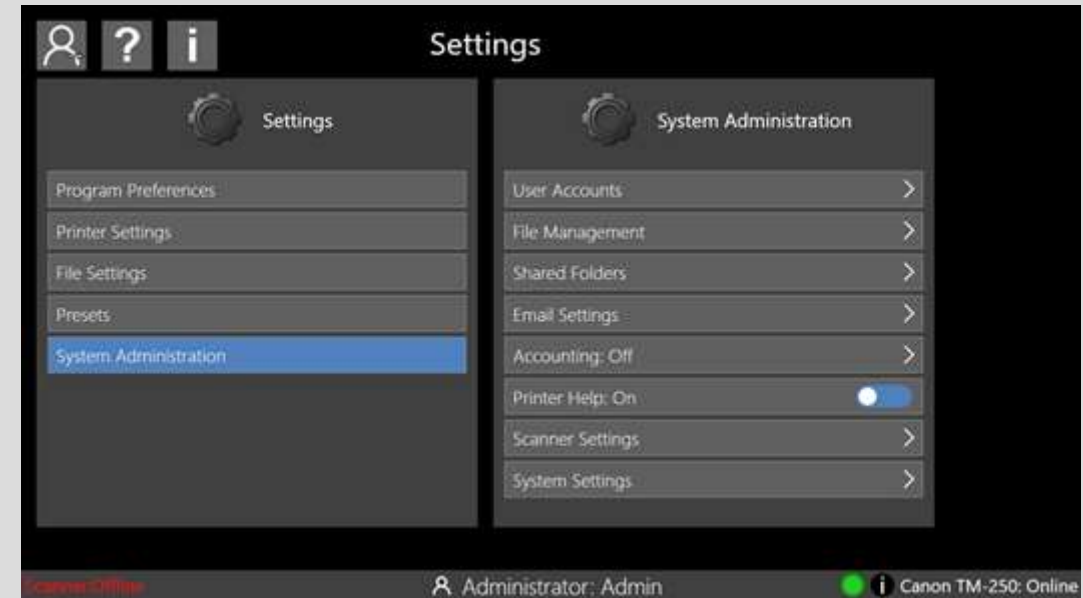 ? i Settings
Settings
Program Preferences
Printer Settings
File Settings
Presets
System Administration
System Administration
User Accounts
File Management
Shared Folders
Email Settings
Accounting: Off
Printer Help: On
Scanner Settings
System Settings
Scanner:Offline
Administrator: Admin
i Canon TM-250: Online